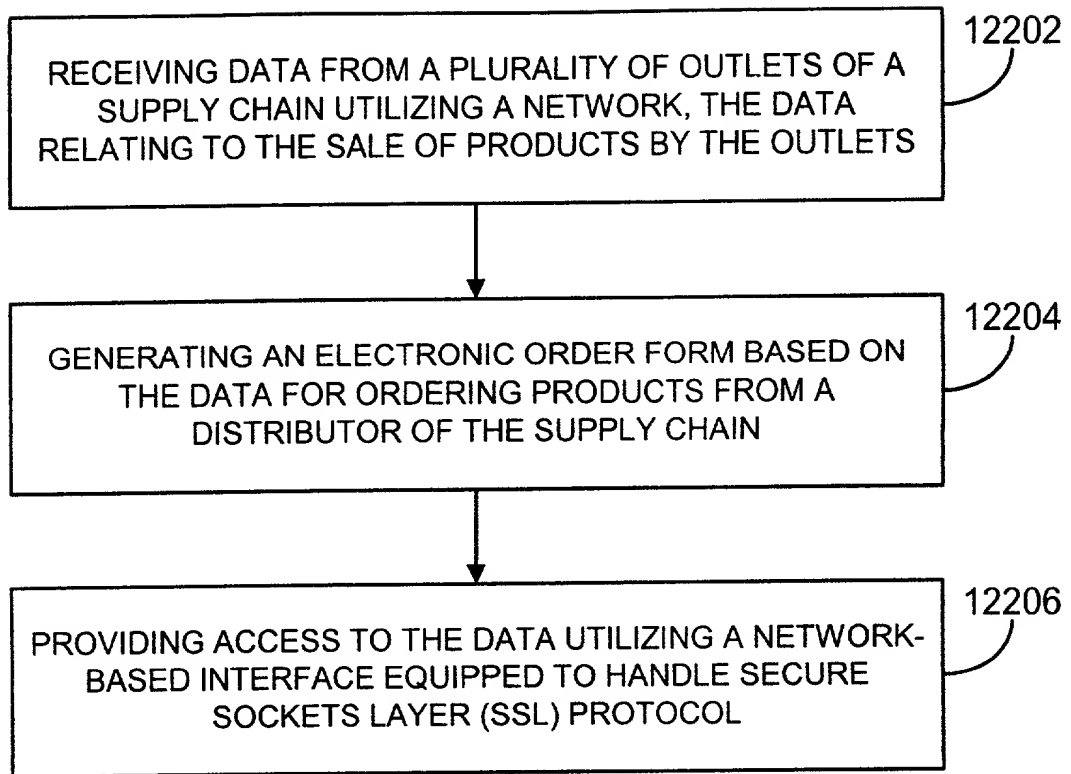 12202
RECEIVING DATA FROM A PLURALITY OF OUTLETS OF A
SUPPLY CHAIN UTILIZING A NETWORK, THE DATA
RELATING TO THE SALE OF PRODUCTS BY THE OUTLETS
12204
GENERATING AN ELECTRONIC ORDER FORM BASED ON
THE DATA FOR ORDERING PRODUCTS FROM A
DISTRIBUTOR OF THE SUPPLY CHAIN
12206
PROVIDING ACCESS TO THE DATA UTILIZING A NETWORK-
BASED INTERFACE EQUIPPED TO HANDLE SECURE
SOCKETS LAYER (SSL) PROTOCOL